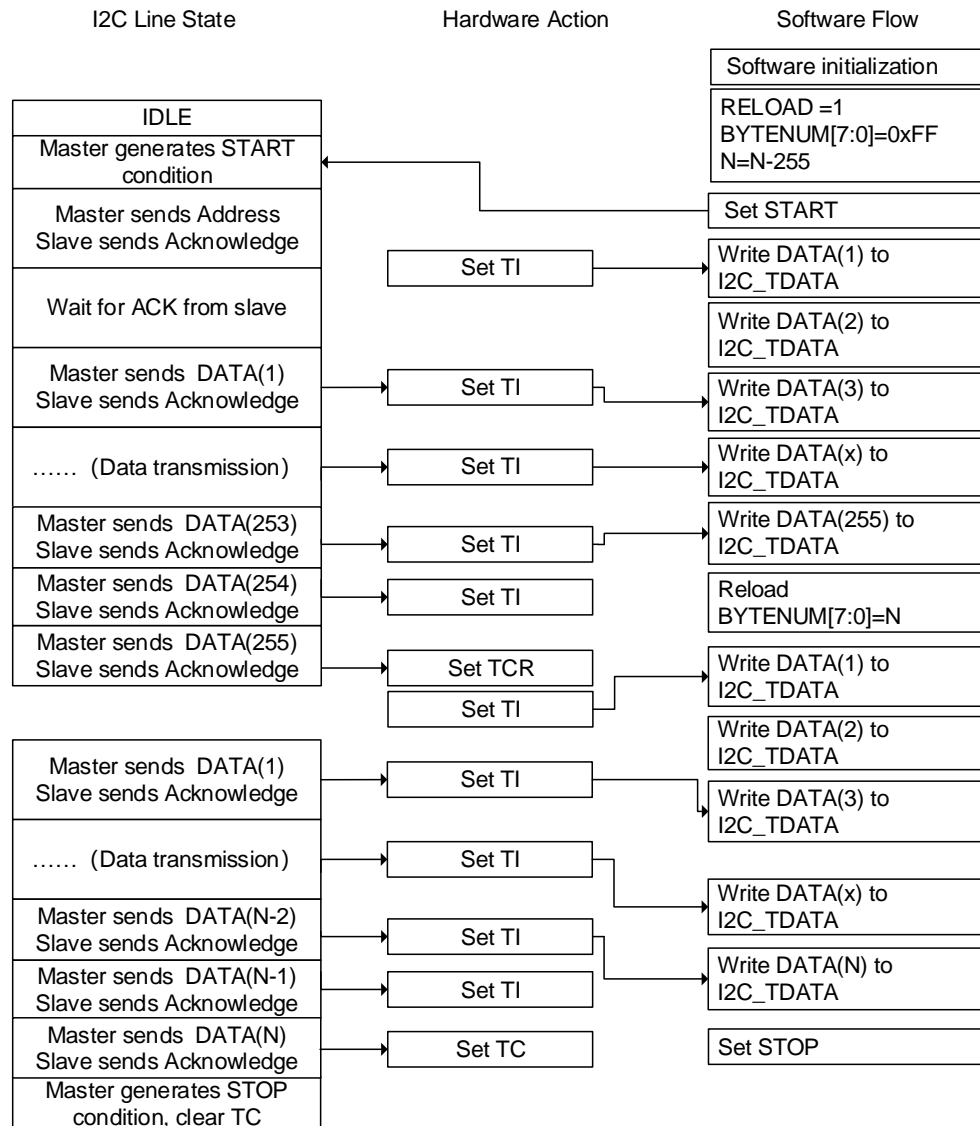 I2C Line State
Hardware Action
Software Flow
Software initialization
IDLE
RELOAD =1
BYTENUM[7:0]=0xFF
N=N-255
Master generates START
condition
Set START
Master sends Address
Slave sends Acknowledge
Set TI
Write DATA(1) to
I2C_TDATA
Wait for ACK from slave
Write DATA(2) to
I2C_TDATA
Master sends DATA(1)
Slave sends Acknowledge
Set TI
Write DATA(3) to
I2C_TDATA
…… (Data transmission)
Set TI
Write DATA(x) to
I2C_TDATA
Master sends DATA(253)
Slave sends Acknowledge
Set TI
Write DATA(255) to
I2C_TDATA
Master sends DATA(254)
Slave sends Acknowledge
Set TI
Reload
BYTENUM[7:0]=N
Master sends DATA(255)
Slave sends Acknowledge
Set TCR
Set TI
Write DATA(1) to
I2C_TDATA
Write DATA(2) to
I2C_TDATA
Master sends DATA(1)
Slave sends Acknowledge
Set TI
Write DATA(3) to
I2C_TDATA
…… (Data transmission)
Set TI
Write DATA(x) to
I2C_TDATA
Master sends DATA(N-2)
Slave sends Acknowledge
Set TI
Write DATA(N) to
I2C_TDATA
Master sends DATA(N-1)
Slave sends Acknowledge
Set TI
Master sends DATA(N)
Slave sends Acknowledge
Set TC
Set STOP
Master generates STOP
condition, clear TC